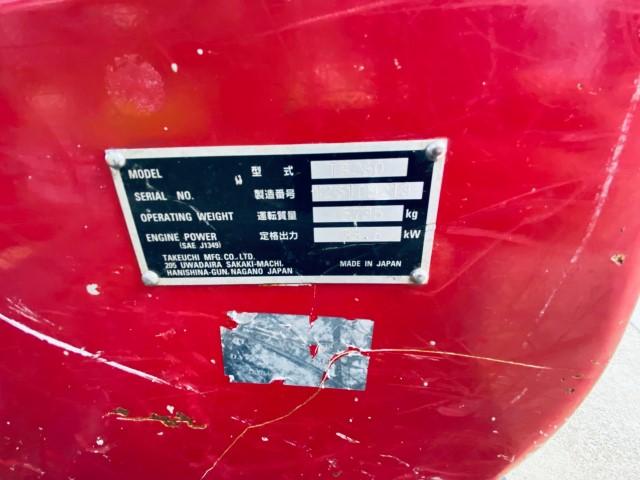 MODEL 型式
SERIAL NO. 製造番号
OPERATING WEIGHT 運転質量 kg
ENGINE POWER 定格出力 kW
(SAE J1349)
TAKEUCHI MFG. CO., LTD.
205 UWADAIRA SAKAKI-MACHI.
HANISHINA-GUN. NAGANO JAPAN MADE IN JAPAN